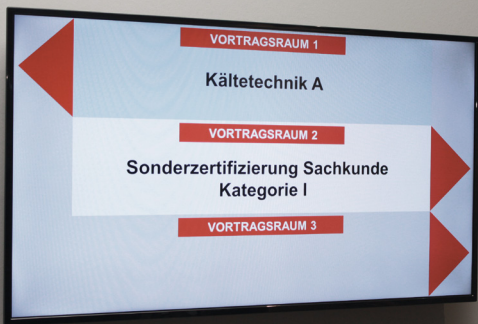 VORTRAGSRAUM 1
Kältetechnik A
VORTRAGSRAUM 2
Sonderzertifizierung Sachkunde
Kategorie I
VORTRAGSRAUM 3